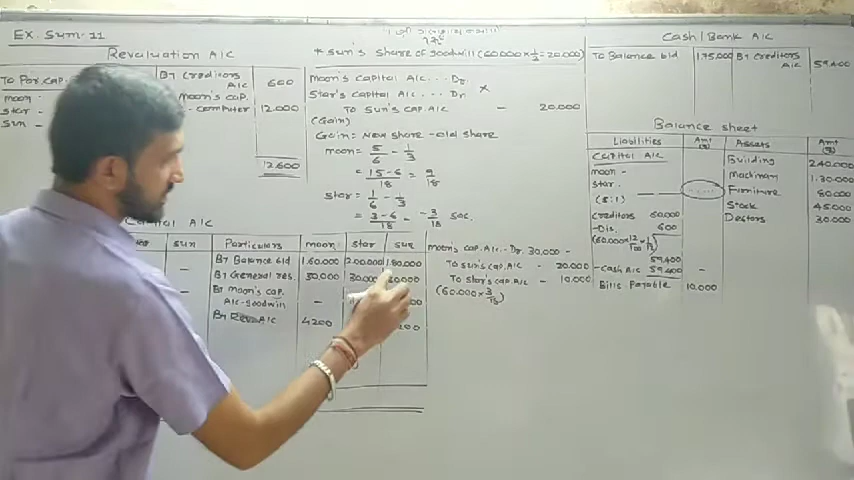 Ex. Sum-11
Revaluation A/C
To Par. Cap.
By Creditors A/C 600
moon -
moon's cap.
star -
- computer 12,000
sun -
12,600
* sun's share of goodwill (60,000 × 1/3 = 20,000)
moon's capital A/C... Dr.
Star's capital A/C ... Dr. ×
To Sun's cap. A/C - 20,000
(Gain)
Gain = New share - old share
moon = 5/6 - 1/3
= (15-6)/18 = 9/18
star = 1/6 - 1/3
= (3-6)/18 = -3/18 sac.
Cash/Bank A/C
To Balance b/d 1,75,000 By Creditors A/C 59,400
Balance sheet
Liabilities Amt (₹) Assets Amt (₹)
Capital A/C Building 2,40,000
moon - 1,30,000
star - Furniture 80,000
(5:1) Stock 45,000
Creditors 60,000 Debtors 30,000
- Dis. 600
59,400
- Cash A/C 59,400 -
Bills Payable 10,000
Capital A/C
sun Particulars moon star sun
- By Balance b/d 1,60,000 2,00,000 1,80,000
By General res. 30,000 30,000 30,000
- By Moon's cap. A/C - goodwill -
By Rev. A/C 4200
moon's cap. A/C.. Dr. 30,000 -
To sun's cap. A/C - 20,000
To Star's cap. A/C - 10,000
(60,000 × 3/18)